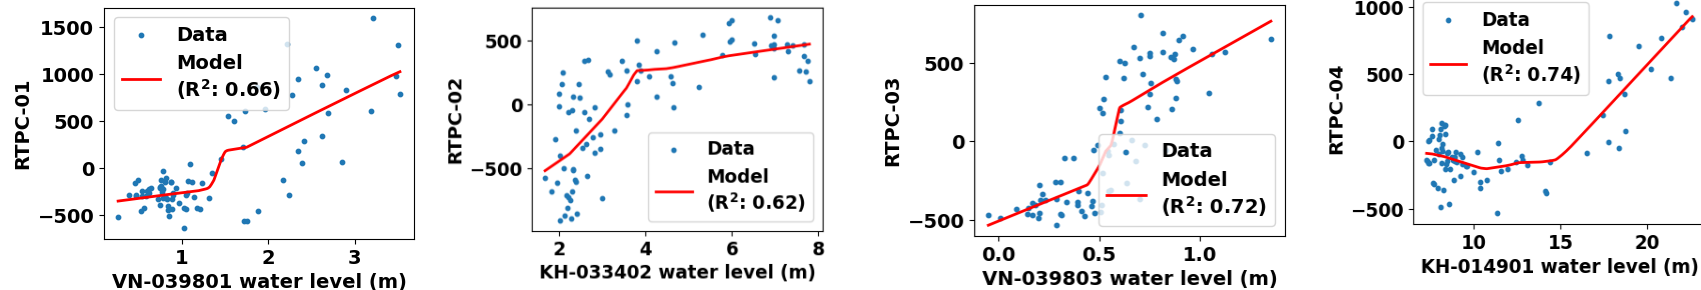 RTPC-01
1500
1000
500
0
−500
Data
Model
(R²: 0.66)
1
2
3
VN-039801 water level (m)
RTPC-02
500
0
−500
Data
Model
(R²: 0.62)
2
4
6
8
KH-033402 water level (m)
RTPC-03
500
0
−500
Data
Model
(R²: 0.72)
0.0
0.5
1.0
VN-039803 water level (m)
RTPC-04
1000
500
0
−500
Data
Model
(R²: 0.74)
10
15
20
KH-014901 water level (m)